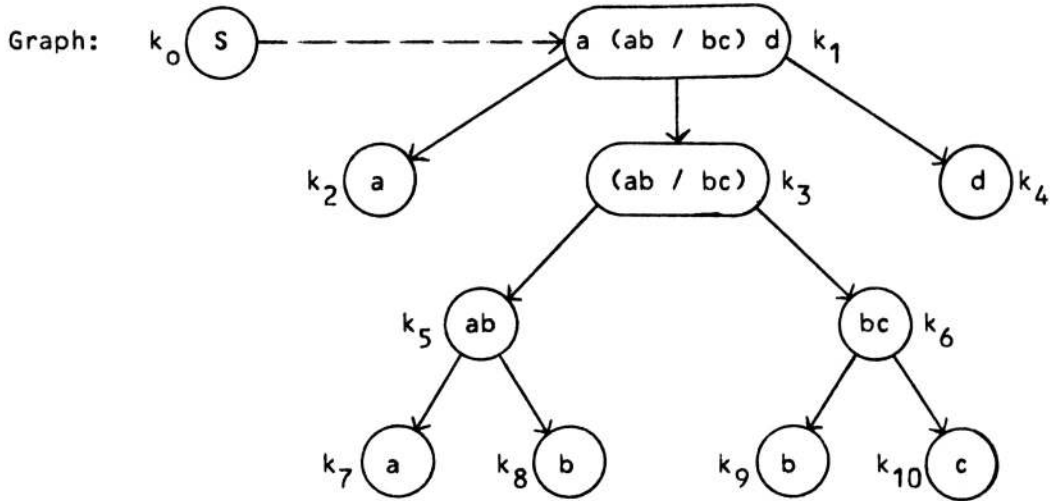 Graph: k₀ S a (ab / bc) d k₁
k₂ a (ab / bc) k₃ d k₄
k₅ ab bc k₆
k₇ a k₈ b k₉ b k₁₀ c